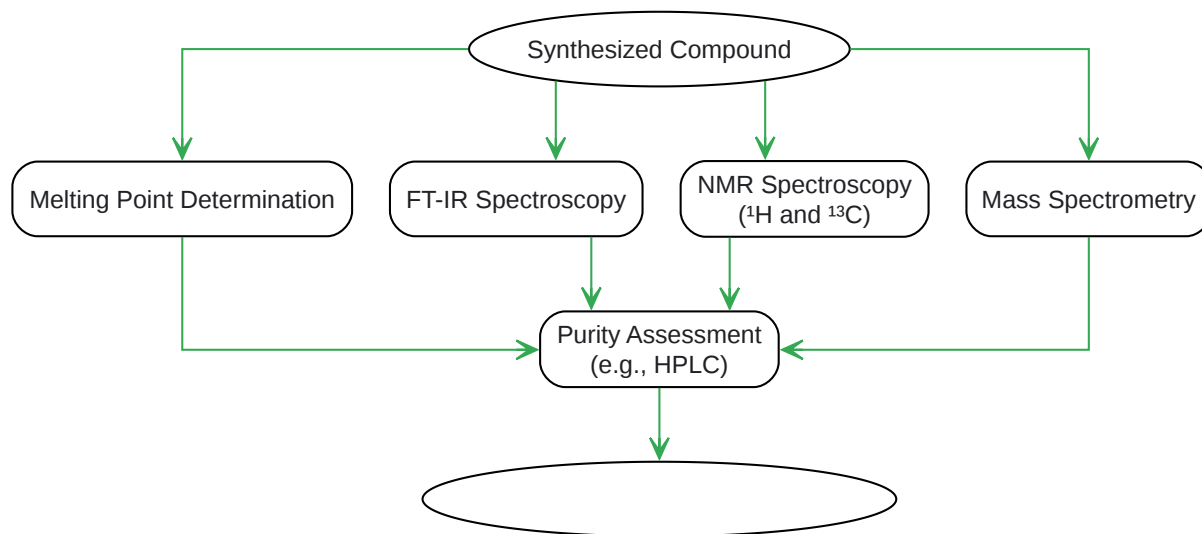 Synthesized Compound
Melting Point Determination
FT-IR Spectroscopy
NMR Spectroscopy
(¹H and ¹³C)
Mass Spectrometry
Purity Assessment
(e.g., HPLC)